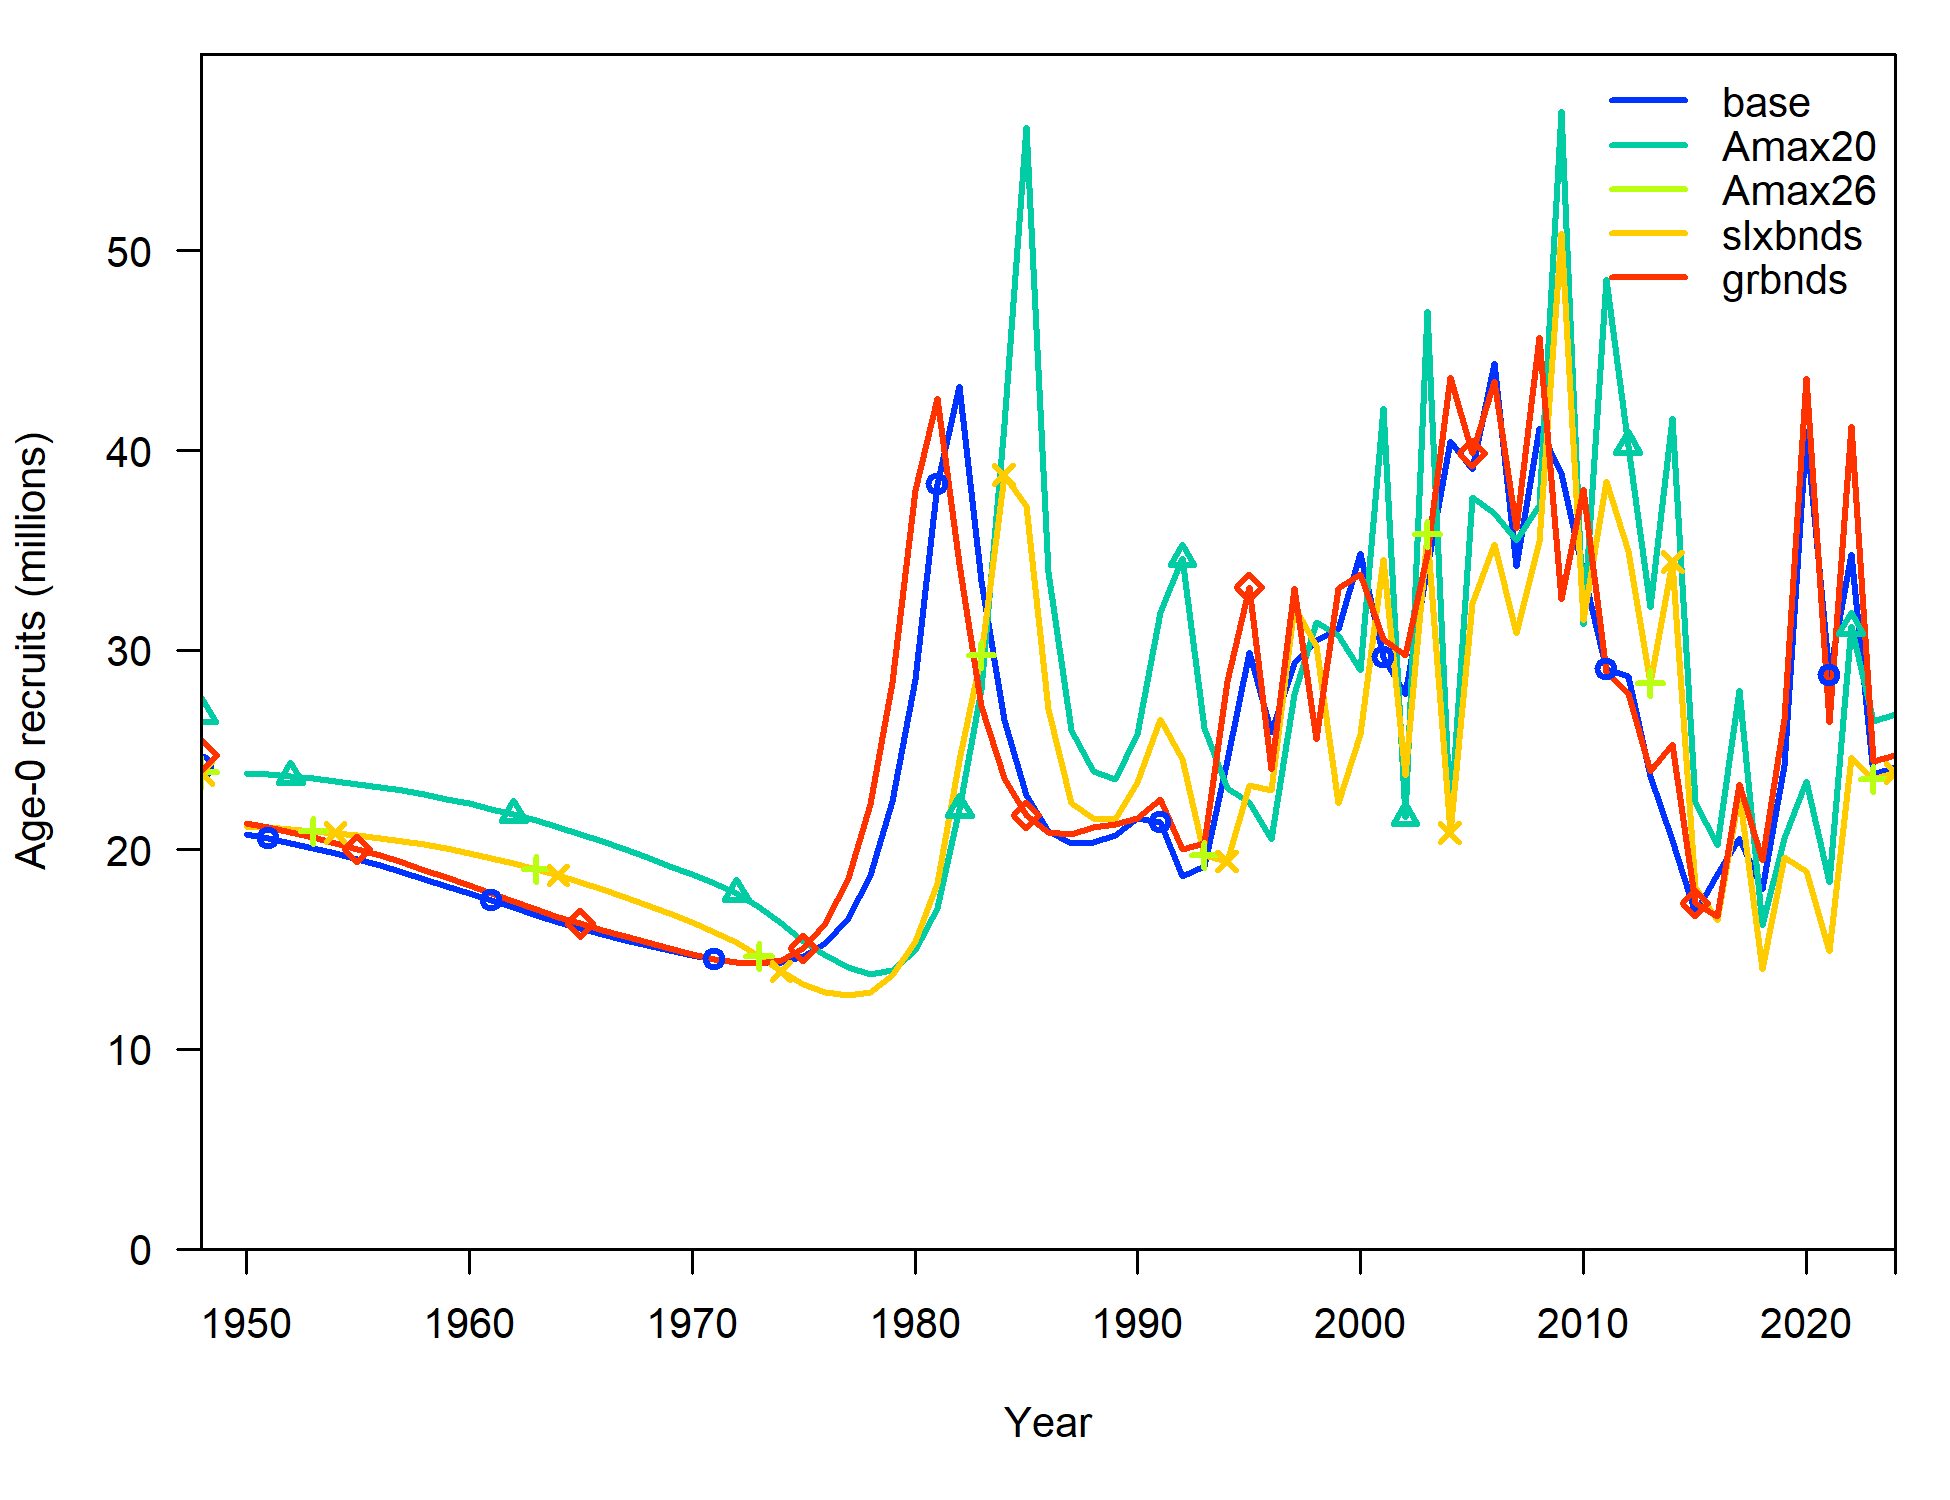 base
Amax20
Amax26
slxbnds
grbnds
50
40
30
20
10
0
Age-0 recruits (millions)
1950 1960 1970 1980 1990 2000 2010 2020
Year